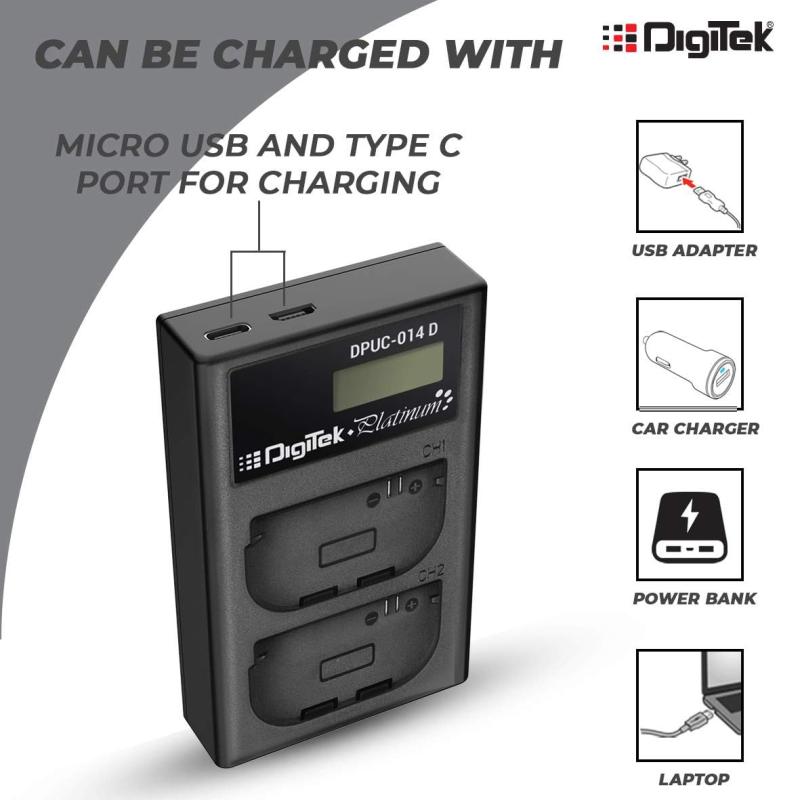 CAN BE CHARGED WITH
DigiTek®
MICRO USB AND TYPE C
PORT FOR CHARGING
USB ADAPTER
DPUC-014 D
DigiTek • Platinum
CAR CHARGER
CH1
POWER BANK
CH2
LAPTOP